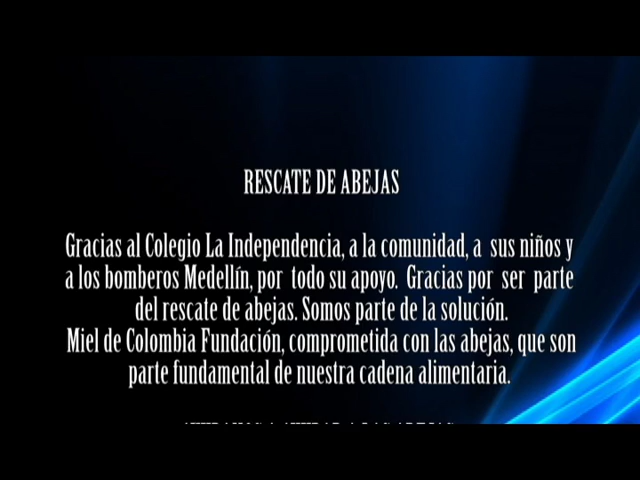 RESCATE DE ABEJAS
Gracias al Colegio La Independencia, a la comunidad, a sus niños y
a los bomberos Medellín, por todo su apoyo. Gracias por ser parte
del rescate de abejas. Somos parte de la solución.
Miel de Colombia Fundación, comprometida con las abejas, que son
parte fundamental de nuestra cadena alimentaria.